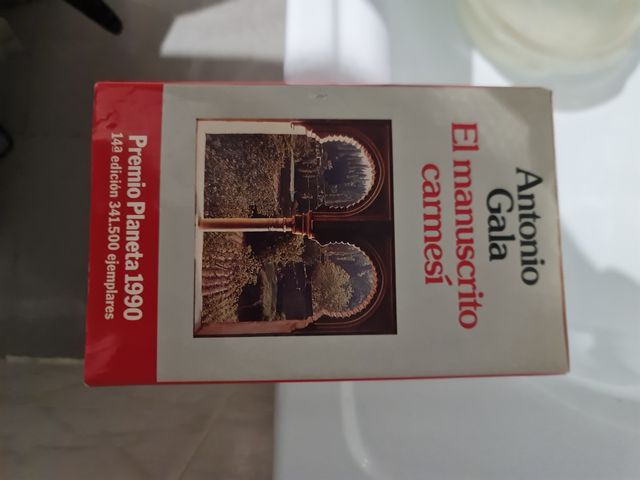 Antonio
Gala
El manuscrito
carmesí
Premio Planeta 1990
14ª edición 341.500 ejemplares